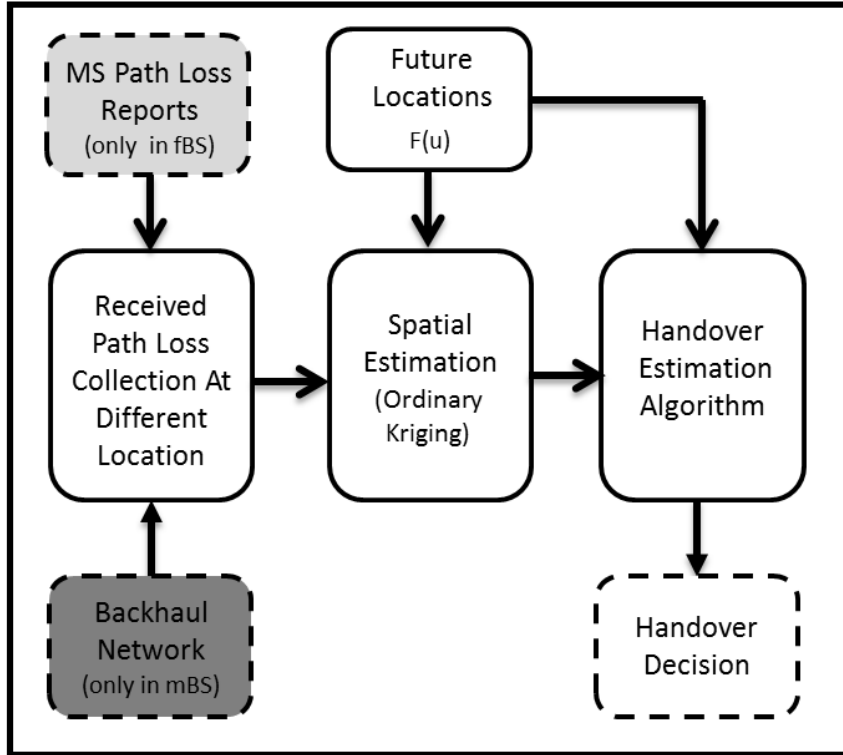 MS Path Loss
Reports
(only in fBS)
Future
Locations
F(u)
Received
Path Loss
Collection At
Different
Location
Spatial
Estimation
(Ordinary
Kriging)
Handover
Estimation
Algorithm
Backhaul
Network
(only in mBS)
Handover
Decision